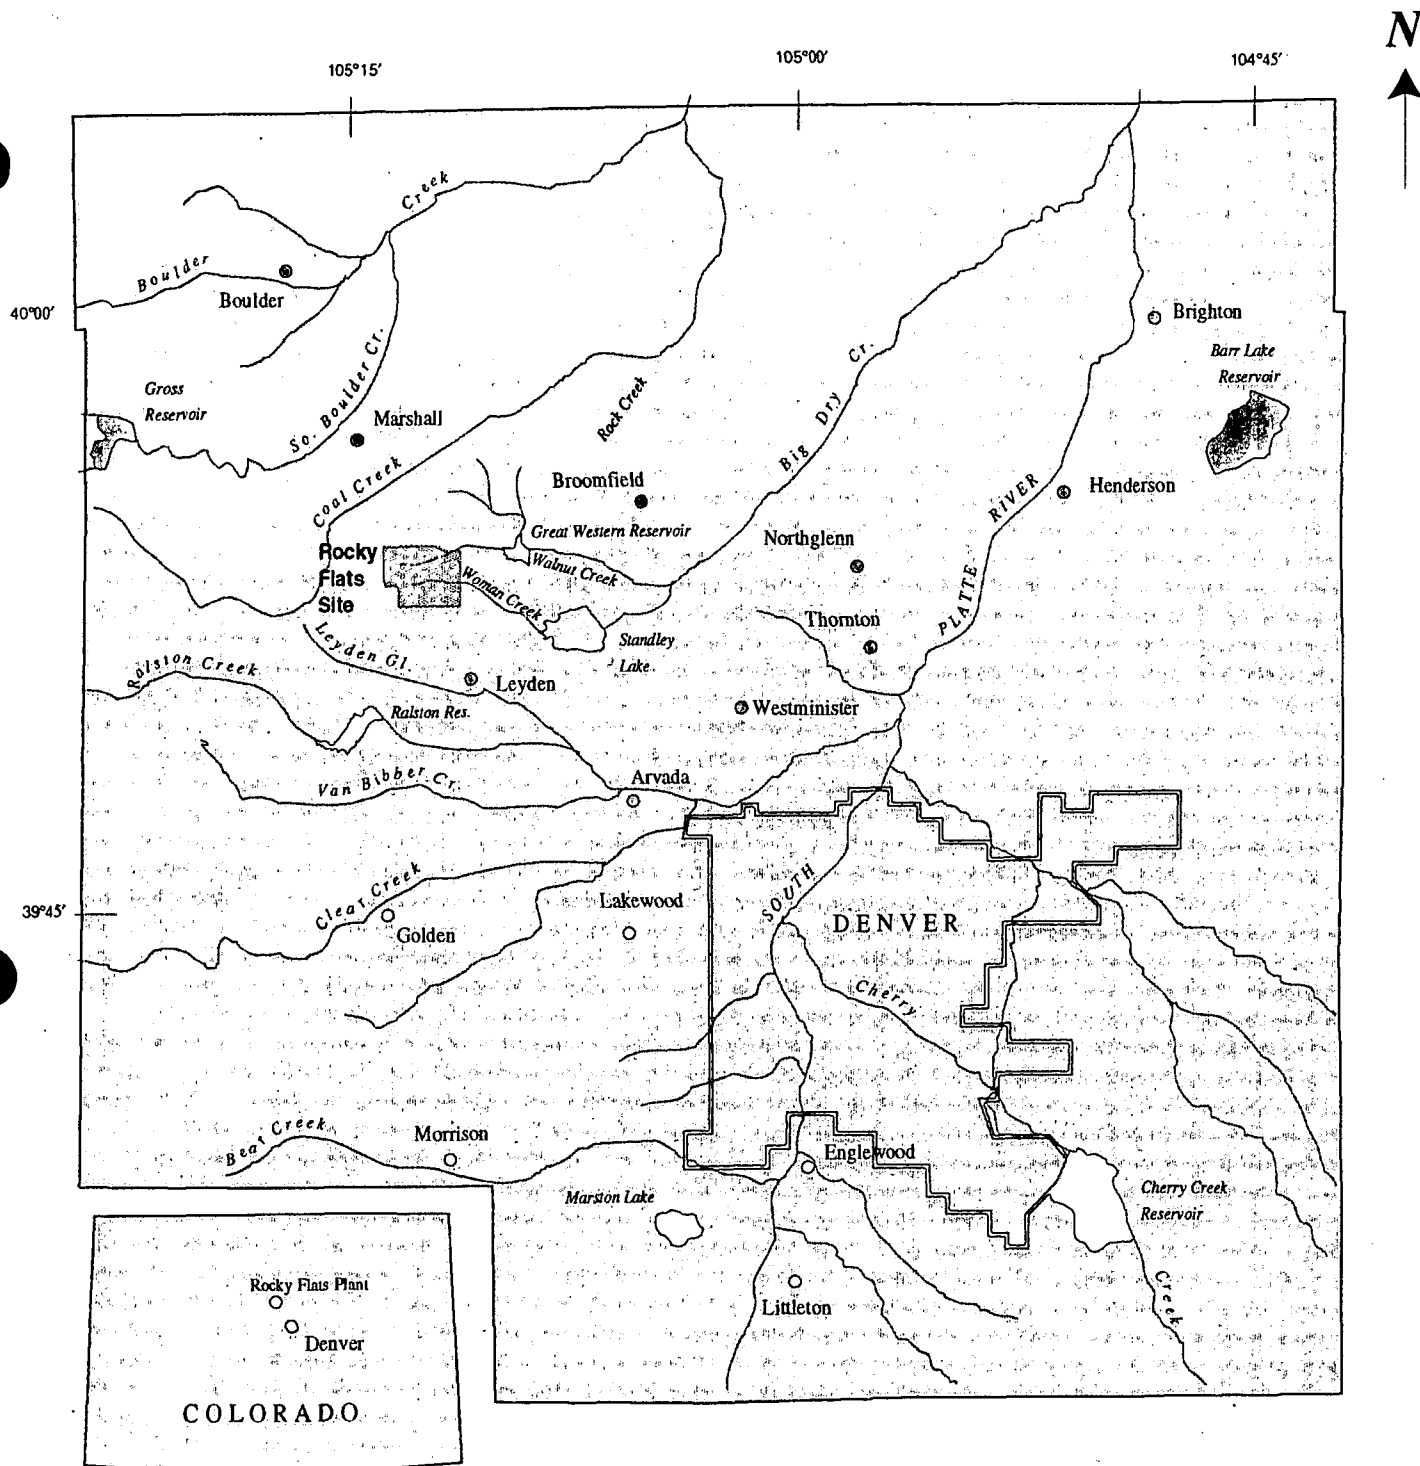 N
105°15′
105°00′
104°45′
Creek
Boulder
Boulder
40°00′
Brighton
Barr Lake
Reservoir
So. Boulder Cr.
Gross
Reservoir
Marshall
Rock Creek
Big Dry Cr.
Coal Creek
Broomfield
Henderson
RIVER
Great Western Reservoir
Northglenn
Rocky
Flats
Site
Walnut Creek
Woman Creek
PLATTE
Thornton
Standley
Lake
Leyden Gl.
Ralston Creek
Leyden
Ralston Res.
Westminister
Van Bibber Cr.
Arvada
SOUTH
Clear Creek
Lakewood
39°45′
Golden
DENVER
Cherry
Bear Creek
Morrison
Englewood
Marston Lake
Cherry Creek
Reservoir
Creek
Littleton
Rocky Flats Plant
Denver
COLORADO